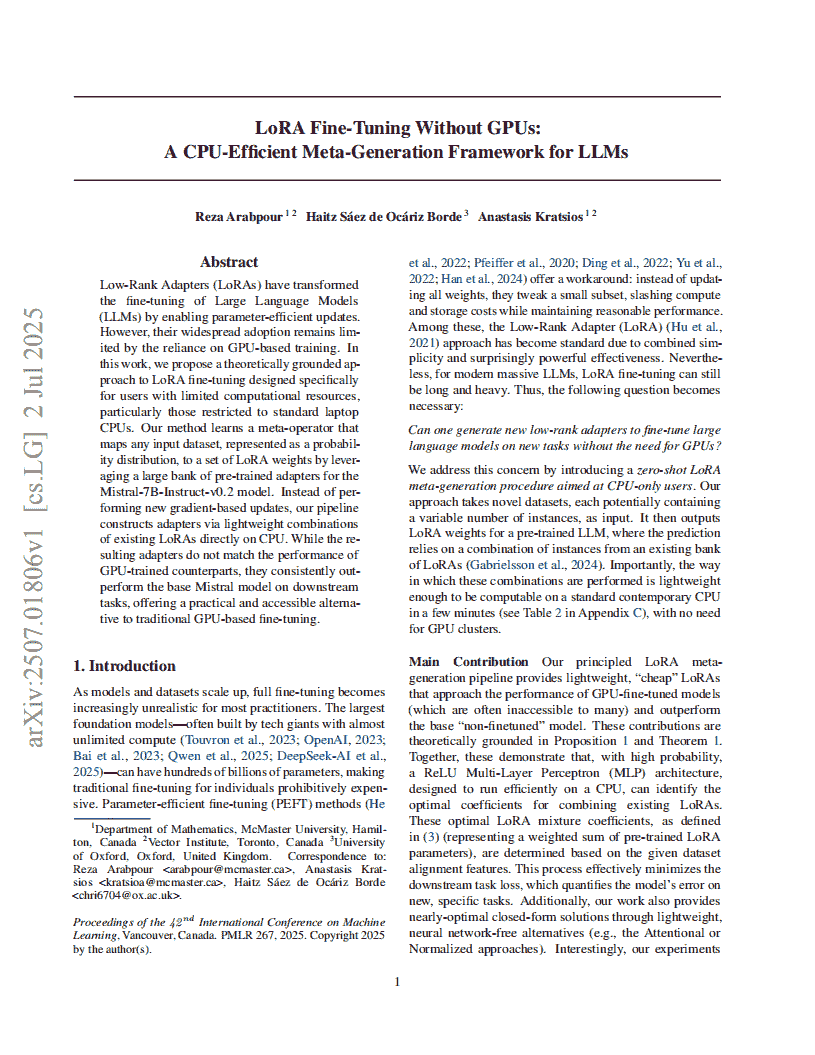 LoRA Fine-Tuning Without GPUs:
A CPU-Efficient Meta-Generation Framework for LLMs
Reza Arabpour 1 2 Haitz Sáez de Ocáriz Borde 3 Anastasis Kratsios 1 2
Abstract
Low-Rank Adapters (LoRAs) have transformed
the fine-tuning of Large Language Models
(LLMs) by enabling parameter-efficient updates.
However, their widespread adoption remains lim-
ited by the reliance on GPU-based training. In
this work, we propose a theoretically grounded ap-
proach to LoRA fine-tuning designed specifically
for users with limited computational resources,
particularly those restricted to standard laptop
CPUs. Our method learns a meta-operator that
maps any input dataset, represented as a probabil-
ity distribution, to a set of LoRA weights by lever-
aging a large bank of pre-trained adapters for the
Mistral-7B-Instruct-v0.2 model. Instead of per-
forming new gradient-based updates, our pipeline
constructs adapters via lightweight combinations
of existing LoRAs directly on CPU. While the re-
sulting adapters do not match the performance of
GPU-trained counterparts, they consistently out-
perform the base Mistral model on downstream
tasks, offering a practical and accessible alterna-
tive to traditional GPU-based fine-tuning.
1. Introduction
As models and datasets scale up, full fine-tuning becomes
increasingly unrealistic for most practitioners. The largest
foundation models—often built by tech giants with almost
unlimited compute (Touvron et al., 2023; OpenAI, 2023;
Bai et al., 2023; Qwen et al., 2025; DeepSeek-AI et al.,
2025)—can have hundreds of billions of parameters, making
traditional fine-tuning for individuals prohibitively expen-
sive. Parameter-efficient fine-tuning (PEFT) methods (He
1Department of Mathematics, McMaster University, Hamil-
ton, Canada 2Vector Institute, Toronto, Canada 3University
of Oxford, Oxford, United Kingdom. Correspondence to:
Reza Arabpour <arabpour@mcmaster.ca>, Anastasis Krat-
sios <kratsioa@mcmaster.ca>, Haitz Sáez de Ocáriz Borde
<chri6704@ox.ac.uk>.
Proceedings of the 42nd International Conference on Machine
Learning, Vancouver, Canada. PMLR 267, 2025. Copyright 2025
by the author(s).
et al., 2022; Pfeiffer et al., 2020; Ding et al., 2022; Yu et al.,
2022; Han et al., 2024) offer a workaround: instead of updat-
ing all weights, they tweak a small subset, slashing compute
and storage costs while maintaining reasonable performance.
Among these, the Low-Rank Adapter (LoRA) (Hu et al.,
2021) approach has become standard due to combined sim-
plicity and surprisingly powerful effectiveness. Neverthe-
less, for modern massive LLMs, LoRA fine-tuning can still
be long and heavy. Thus, the following question becomes
necessary:
Can one generate new low-rank adapters to fine-tune large
language models on new tasks without the need for GPUs?
We address this concern by introducing a zero-shot LoRA
meta-generation procedure aimed at CPU-only users. Our
approach takes novel datasets, each potentially containing
a variable number of instances, as input. It then outputs
LoRA weights for a pre-trained LLM, where the prediction
relies on a combination of instances from an existing bank
of LoRAs (Gabrielsson et al., 2024). Importantly, the way
in which these combinations are performed is lightweight
enough to be computable on a standard contemporary CPU
in a few minutes (see Table 2 in Appendix C), with no need
for GPU clusters.
Main Contribution Our principled LoRA meta-
generation pipeline provides lightweight, “cheap” LoRAs
that approach the performance of GPU-fine-tuned models
(which are often inaccessible to many) and outperform
the base “non-finetuned” model. These contributions are
theoretically grounded in Proposition 1 and Theorem 1.
Together, these demonstrate that, with high probability,
a ReLU Multi-Layer Perceptron (MLP) architecture,
designed to run efficiently on a CPU, can identify the
optimal coefficients for combining existing LoRAs.
These optimal LoRA mixture coefficients, as defined
in (3) (representing a weighted sum of pre-trained LoRA
parameters), are determined based on the given dataset
alignment features. This process effectively minimizes the
downstream task loss, which quantifies the model’s error on
new, specific tasks. Additionally, our work also provides
nearly-optimal closed-form solutions through lightweight,
neural network-free alternatives (e.g., the Attentional or
Normalized approaches). Interestingly, our experiments
1
arXiv:2507.01806v1 [cs.LG] 2 Jul 2025